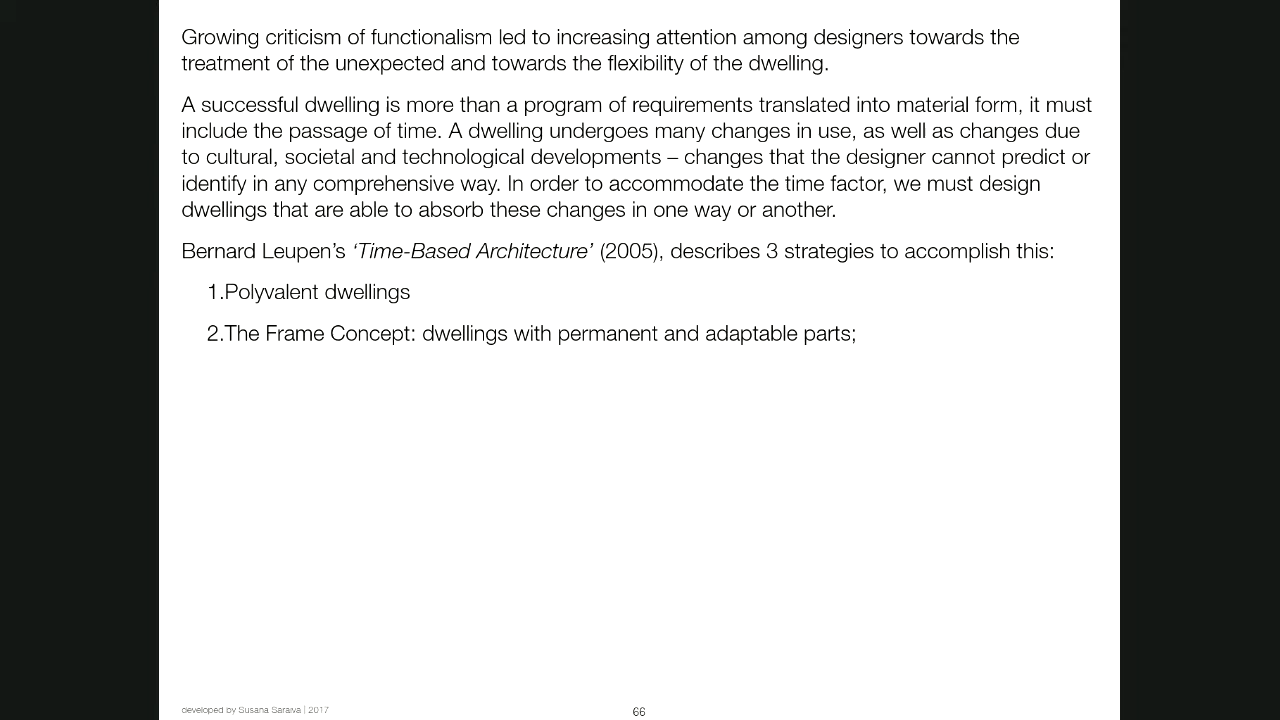 Growing criticism of functionalism led to increasing attention among designers towards the
treatment of the unexpected and towards the flexibility of the dwelling.
A successful dwelling is more than a program of requirements translated into material form, it must
include the passage of time. A dwelling undergoes many changes in use, as well as changes due
to cultural, societal and technological developments – changes that the designer cannot predict or
identify in any comprehensive way. In order to accommodate the time factor, we must design
dwellings that are able to absorb these changes in one way or another.
Bernard Leupen’s ‘Time-Based Architecture’ (2005), describes 3 strategies to accomplish this:
1.Polyvalent dwellings
2.The Frame Concept: dwellings with permanent and adaptable parts;
developed by Susana Saraiva | 2017
66